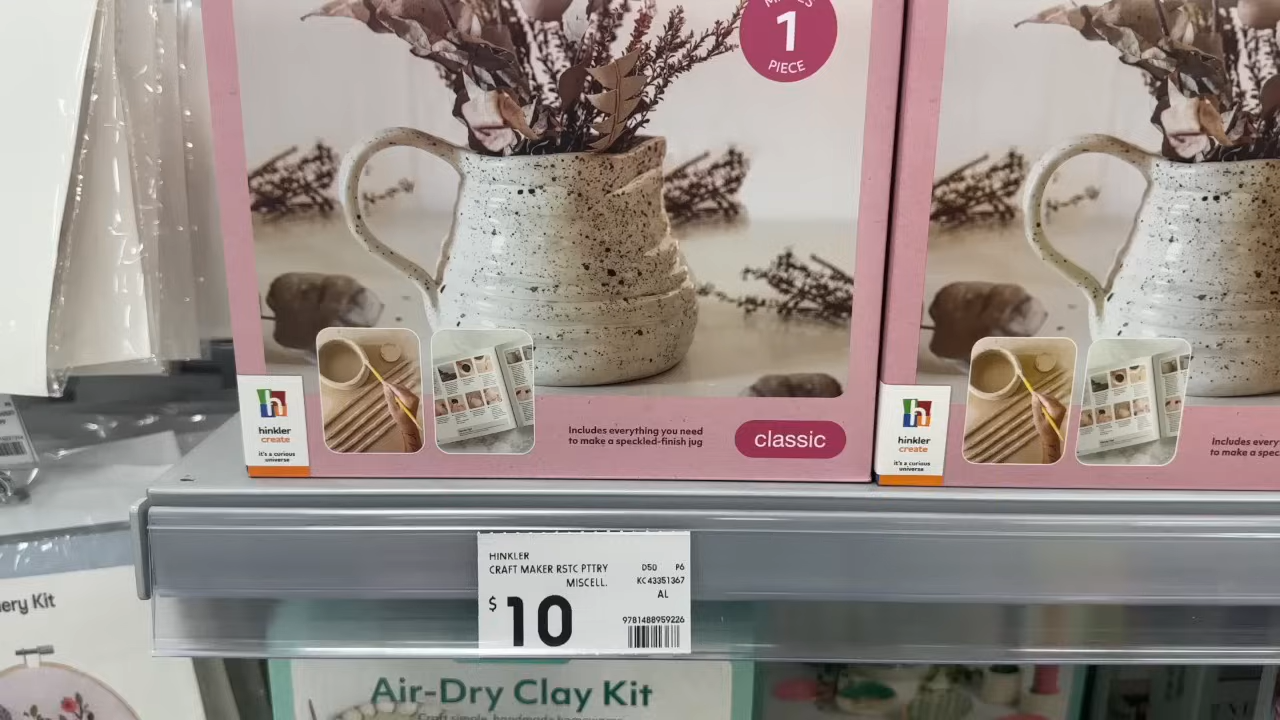 1
PIECE
hinkler
create
it's a curious
universe
Includes everything you need
to make a speckled-finish jug
classic
hinkler
create
it's a curious
universe
Includes every
to make a spec
HINKLER
CRAFT MAKER RSTC PTTRY
MISCELL.
D50 P6
KC 43351367
AL
$ 10
9781488959226
ery Kit
Air-Dry Clay Kit